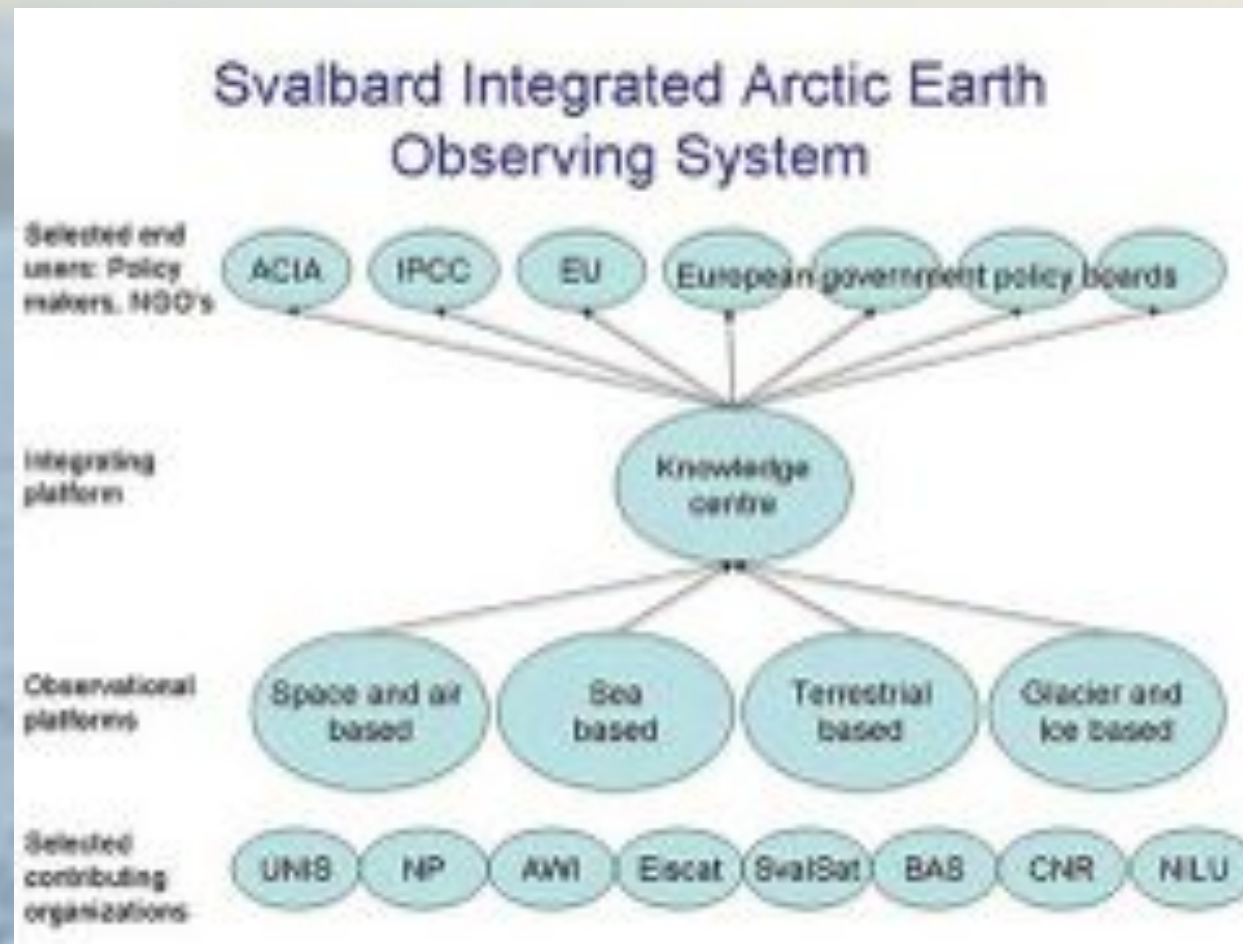 Svalbard Integrated Arctic Earth
Observing System
Selected end
users: Policy
makers, NGO's
ACIA
IPCC
EU
European government policy boards
Integrating
platform
Knowledge
centre
Observational
platforms
Space and air
based
Sea
based
Terrestrial
based
Glacier and
Ice based
Selected
contributing
organizations
UNIS
NP
AWI
Eiscat
SvalSat
BAS
CNR
NILU